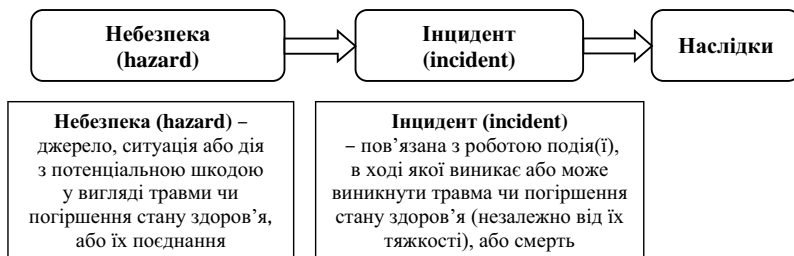 Небезпека
(hazard)
Інцидент
(incident)
Наслідки
Небезпека (hazard) –
джерело, ситуація або дія
з потенціальною шкодою
у вигляді травми чи
погіршення стану здоров’я,
або їх поєднання
Інцидент (incident)
– пов’язана з роботою подія(ї),
в ході якої виникає або може
виникнути травма чи погіршення
стану здоров’я (незалежно від їх
тяжкості), або смерть